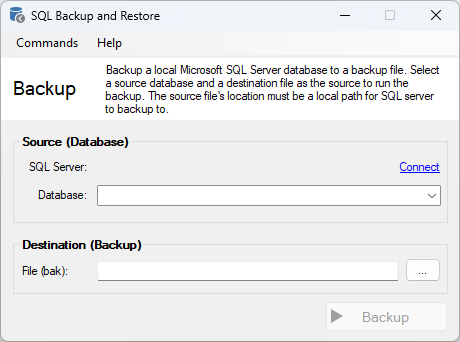 SQL Backup and Restore
Commands Help
Backup
Backup a local Microsoft SQL Server database to a backup file. Select
a source database and a destination file as the source to run the
backup. The source file's location must be a local path for SQL server
to backup to.
Source (Database)
SQL Server: Connect
Database:
Destination (Backup)
File (bak): ...
Backup